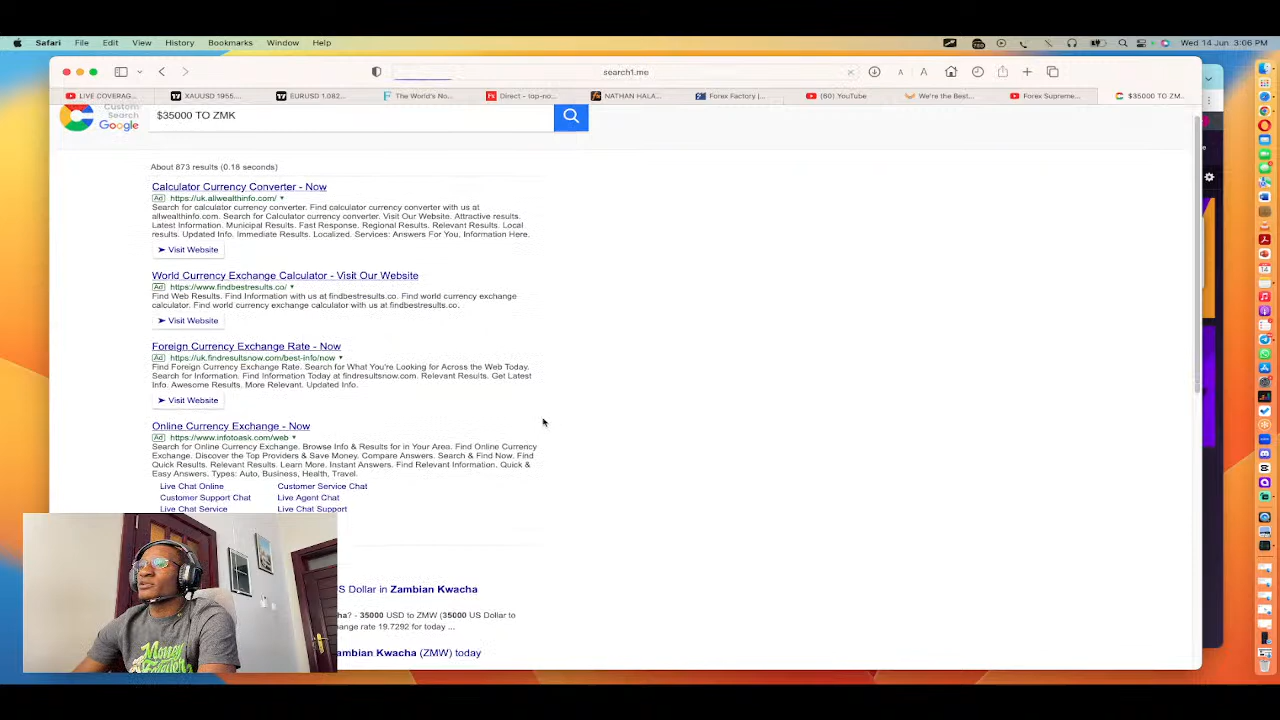 Safari File Edit View History Bookmarks Window Help
Wed 14 Jun. 3:06 PM
search1.me
LIVE COVERAG...
XAUUSD 1955....
EURUSD 1.082...
The World's No...
Direct - top-no...
NATHAN HALA...
Forex Factory |...
(60) YouTube
We're the Best...
Forex Supreme...
$35000 TO ZM...
Custom Search Google
$35000 TO ZMK
About 873 results (0.18 seconds)
Calculator Currency Converter - Now
Ad https://uk.allwealthinfo.com/
Search for calculator currency converter. Find calculator currency converter with us at
allwealthinfo.com. Search for Calculator currency converter. Visit Our Website. Attractive results.
Latest Information. Municipal Results. Fast Response. Regional Results. Relevant Results. Local
results. Updated Info. Immediate Results. Localized. Services: Answers For You, Information Here.
Visit Website
World Currency Exchange Calculator - Visit Our Website
Ad https://www.findbestresults.co/
Find Web Results. Find Information with us at findbestresults.co. Find world currency exchange
calculator. Find world currency exchange calculator with us at findbestresults.co.
Visit Website
Foreign Currency Exchange Rate - Now
Ad https://uk.findresultsnow.com/best-info/now
Find Foreign Currency Exchange Rate. Search for What You're Looking for Across the Web Today.
Search for Information. Find Information Today at findresultsnow.com. Relevant Results. Get Latest
Info. Awesome Results. More Relevant. Updated Info.
Visit Website
Online Currency Exchange - Now
Ad https://www.infotoask.com/web
Search for Online Currency Exchange. Browse Info & Results for in Your Area. Find Online Currency
Exchange. Discover the Top Providers & Save Money. Compare Answers. Search & Find Now. Find
Quick Results. Relevant Results. Learn More. Instant Answers. Find Relevant Information. Quick &
Easy Answers. Types: Auto, Business, Health, Travel.
Live Chat Online Customer Service Chat
Customer Support Chat Live Agent Chat
Live Chat Service Live Chat Support
S Dollar in Zambian Kwacha
ha? - 35000 USD to ZMW (35000 US Dollar to
hange rate 19.7292 for today ...
ambian Kwacha (ZMW) today
Money
Forever